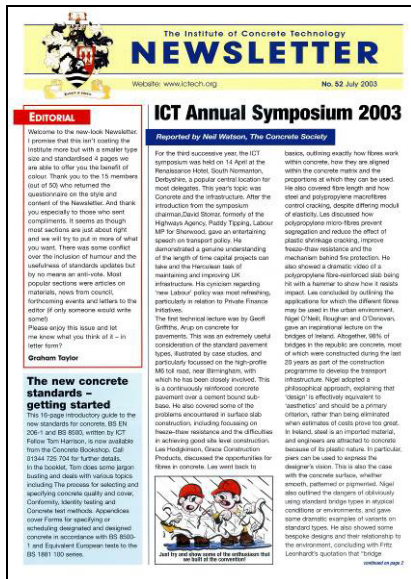 The Institute of Concrete Technology
NEWSLETTER
Website: www.ictech.org
No. 52 July 2003
EDITORIAL
Welcome to the new-look Newsletter.
I promise that this isn't costing the
Institute more but with a smaller type
size and standardised 4 pages we
are able to offer you the benefit of
colour. Thank you to the 15 members
(out of 50) who returned the
questionnaire on the style and
content of the Newsletter. And thank
you especially to those who sent
compliments. It seems as though
most sections are just about right
and we will try to put in more of what
you want. There was some conflict
over the inclusion of humour and the
usefulness of standards updates but
by no means an anti-vote. Most
popular sections were articles on
materials, news from council,
forthcoming events and letters to the
editor (if only someone would write
some!)
Please enjoy this issue and let
me know what you think of it – in
letter form?
Graham Taylor
The new concrete
standards –
getting started
This 16-page introductory guide to the
new standards for concrete, BS EN
206-1 and BS 8500, written by ICT
Fellow Tom Harrison, is now available
from the Concrete Bookshop. Call
01344 725 704 for further details.
In the booklet, Tom does some jargon
busting and deals with various topics
including The process for selecting and
specifying concrete quality and cover,
Conformity, Identity testing and
Concrete test methods. Appendices
cover Forms for specifying or
scheduling designated and designed
concrete in accordance with BS 8500-
1 and Equivalent European tests to the
BS 1881 100 series.
ICT Annual Symposium 2003
Reported by Neil Watson, The Concrete Society
For the third successive year, the ICT
symposium was held on 14 April at the
Renaissance Hotel, South Normanton,
Derbyshire, a popular central location for
most delegates. This year's topic was
Concrete and the infrastructure. After the
introduction from the symposium
chairman, David Storrar, formerly of the
Highways Agency, Paddy Tipping, Labour
MP for Sherwood, gave an entertaining
speech on transport policy. He
demonstrated a genuine understanding
of the length of time capital projects can
take and the Herculean task of
maintaining and improving UK
infrastructure. His cynicism regarding
'new Labour' policy was most refreshing,
particularly in relation to Private Finance
Initiatives.
The first technical lecture was by Geoff
Griffiths, Arup on concrete for
pavements. This was an extremely useful
consideration of the standard pavement
types, illustrated by case studies, and
particularly focussed on the high-profile
M6 toll road, near Birmingham, with
which he has been closely involved. This
is a continuously reinforced concrete
pavement over a cement bound sub-
base. He also covered some of the
problems encountered in surface slab
construction, including focusing on
freeze-thaw resistance and the difficulties
in achieving good site level construction.
Les Hodgkinson, Grace Construction
Products, discussed the opportunities for
fibres in concrete. Les went back to
Just try and show some of the enthusiasm that
we built at the convention!
basics, outlining exactly how fibres work
within concrete, how they are aligned
within the concrete matrix and the
proportions at which they can be used.
He also covered fibre length and how
steel and polypropylene macrofibres
control cracking, despite differing moduli
of elasticity. Les discussed how
polypropylene micro-fibres prevent
segregation and reduce the effect of
plastic shrinkage cracking, improve
freeze-thaw resistance and the
mechanism behind fire protection. He
also showed a dramatic video of a
polypropylene fibre-reinforced slab being
hit with a hammer to show how it resists
impact. Les concluded by outlining the
applications for which the different fibres
may be used in the urban environment.
Nigel O'Neill, Roughan and O'Donovan,
gave an inspirational lecture on the
bridges of Ireland. Altogether, 98% of
bridges in the republic are concrete, most
of which were constructed during the last
20 years as part of the construction
programme to develop the transport
infrastructure. Nigel adopted a
philosophical approach, explaining that
'design' is effectively equivalent to
'aesthetics' and should be a primary
criterion, rather than being eliminated
when estimates of costs prove too great.
In Ireland, steel is an imported material,
and engineers are attracted to concrete
because of its plastic nature. In particular,
piers can be used to express the
designer's vision. This is also the case
with the concrete surface, whether
smooth, patterned or pigmented. Nigel
also outlined the dangers of obviously
using standard bridge types in atypical
conditions or environments, and gave
some dramatic examples of variants on
standard types. He also showed some
bespoke designs and their relationship to
the environment, concluding with Fritz
Leonhardt's quotation that "bridge
continued on page 2